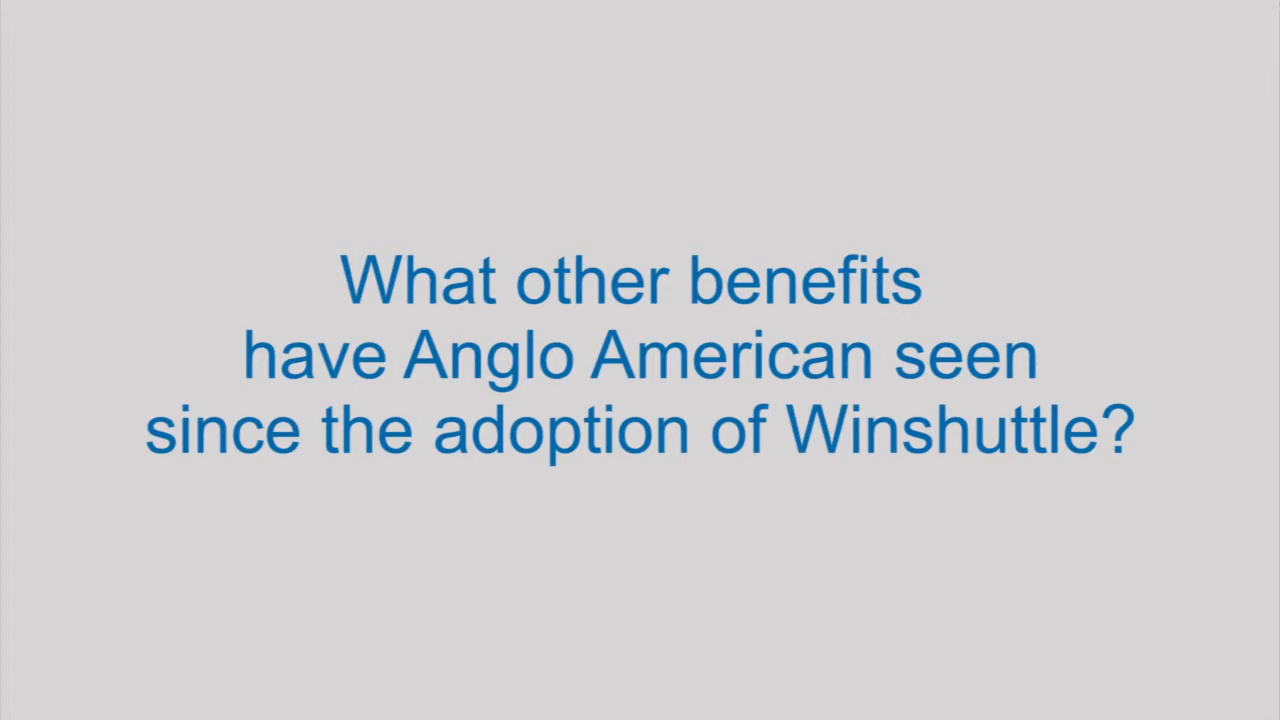 What other benefits
have Anglo American seen
since the adoption of Winshuttle?